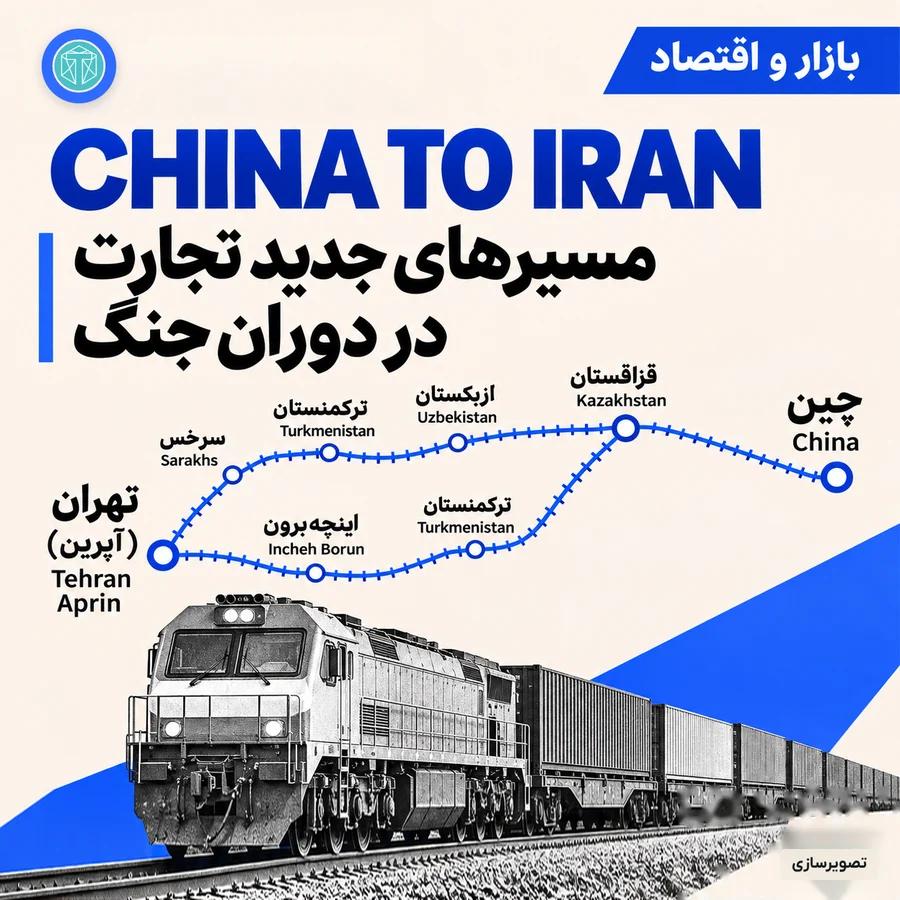 بازار و اقتصاد
CHINA TO IRAN
مسیرهای جدید تجارت
در دوران جنگ
قزاقستان
Kazakhstan
چین
China
ازبکستان
Uzbekistan
ترکمنستان
Turkmenistan
سرخس
Sarakhs
تهران
(آپرین)
Tehran
Aprin
اینچه‌برون
Incheh Borun
ترکمنستان
Turkmenistan
تصویرسازی